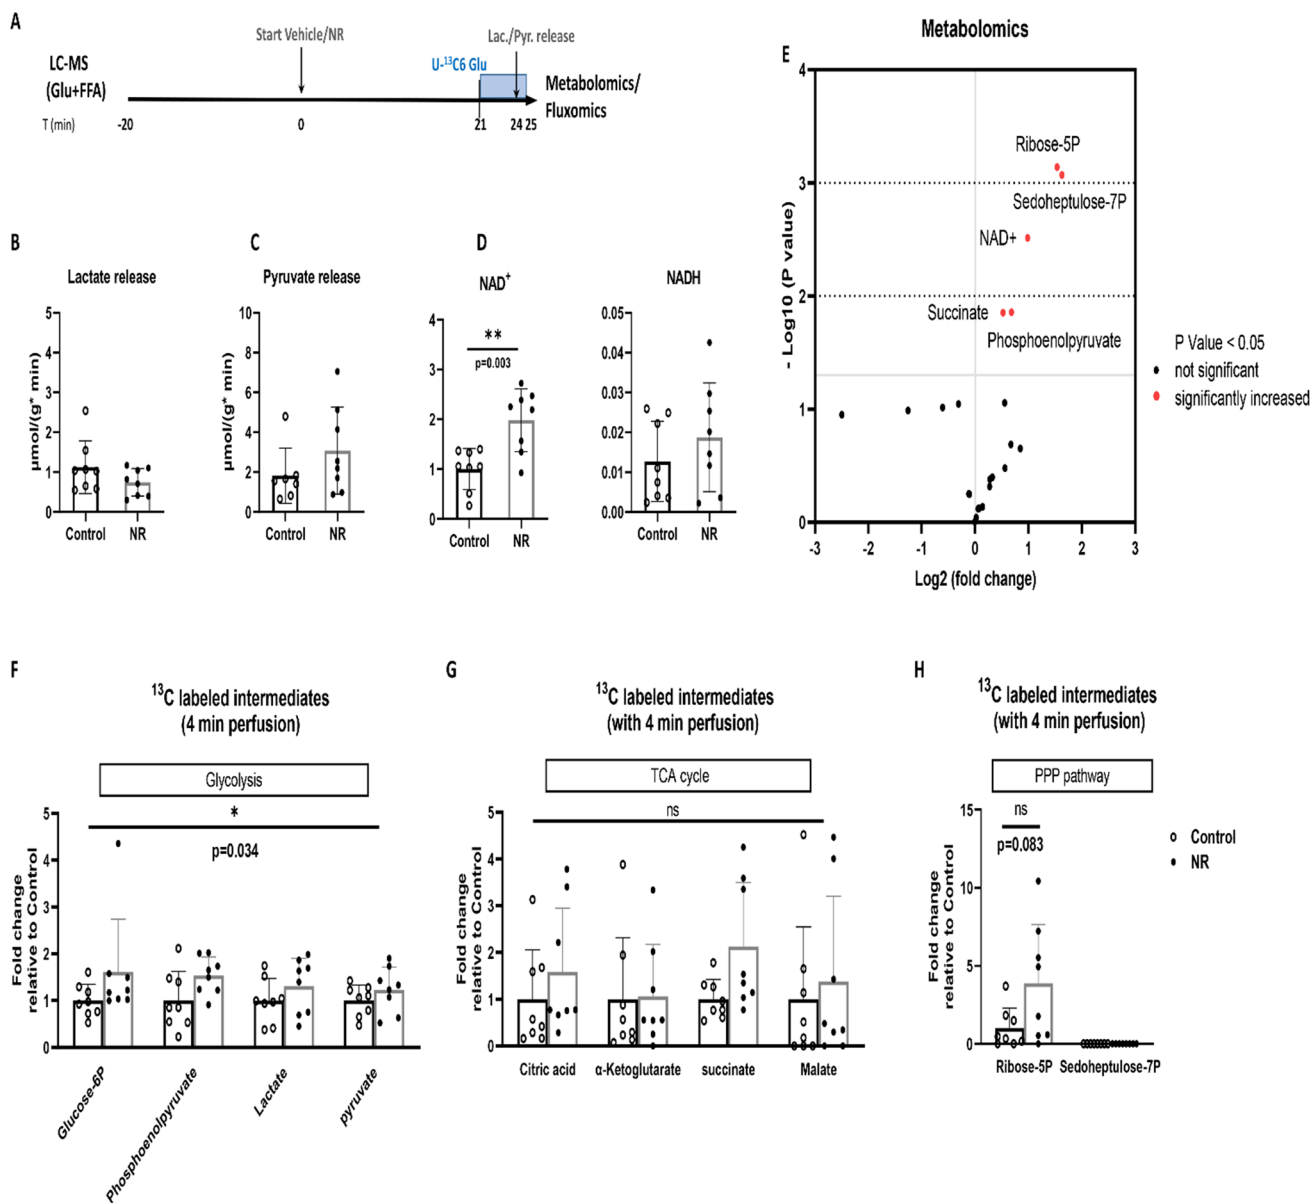 A
LC-MS
(Glu+FFA)
Start Vehicle/NR
U-¹³C6 Glu
Lac./Pyr. release
Metabolomics/
Fluxomics
T (min)
-20
0
21
24 25
B
Lactate release
μmol/(g* min)
5
4
3
2
1
0
Control
NR
C
Pyruvate release
μmol/(g* min)
10
8
6
4
2
0
Control
NR
D
NAD⁺
4
3
2
1
0
**
p=0.003
Control
NR
NADH
0.05
0.04
0.03
0.02
0.01
0.00
Control
NR
E
Metabolomics
- Log10 (P value)
4
3
2
1
0
Ribose-5P
Sedoheptulose-7P
NAD+
Succinate
Phosphoenolpyruvate
-3
-2
-1
0
1
2
3
Log2 (fold change)
P Value < 0.05
not significant
significantly increased
F
¹³C labeled intermediates
(4 min perfusion)
Glycolysis
*
p=0.034
Fold change
relative to Control
5
4
3
2
1
0
Glucose-6P
Phosphoenolpyruvate
Lactate
pyruvate
G
¹³C labeled intermediates
(with 4 min perfusion)
TCA cycle
ns
Fold change
relative to Control
5
4
3
2
1
0
Citric acid
α-Ketoglutarate
succinate
Malate
H
¹³C labeled intermediates
(with 4 min perfusion)
PPP pathway
ns
p=0.083
Fold change
relative to Control
15
10
5
0
Ribose-5P
Sedoheptulose-7P
Control
NR